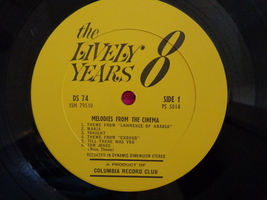 the
LIVELY
YEARS 8
DS 74
XSM 79510
SIDE 1
PS 5014
MELODIES FROM THE CINEMA
1. THEME FROM "LAWRENCE OF ARABIA"
2. MARIA
3. TONIGHT
4. THEME FROM "EXODUS"
5. TILL THERE WAS YOU
6. TOM JONES
(Main Theme)
RECORDED IN DYNAMIC DIMENSION STEREO
A PRODUCT OF
COLUMBIA RECORD CLUB